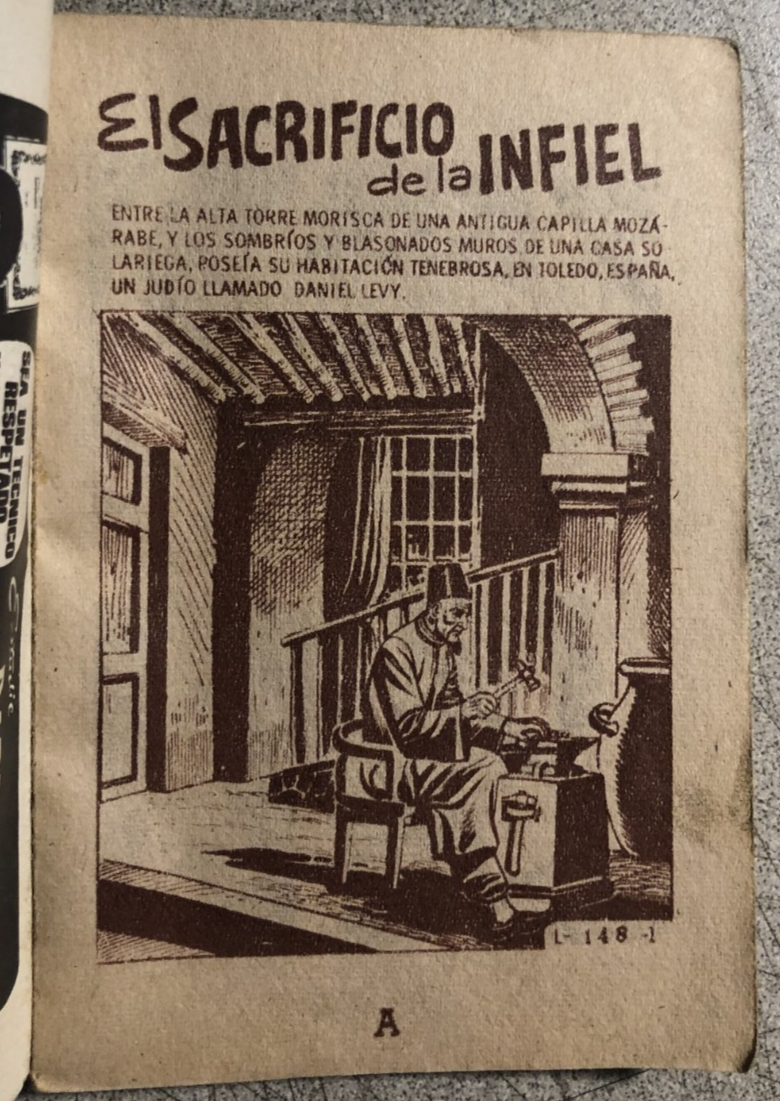 El SACRIFICIO
de la INFIEL
ENTRE LA ALTA TORRE MORISCA DE UNA ANTIGUA CAPILLA MOZÁ-
RABE, Y LOS SOMBRÍOS Y BLASONADOS MUROS DE UNA CASA SO-
LARIEGA, POSEÍA SU HABITACIÓN TENEBROSA, EN TOLEDO, ESPAÑA,
UN JUDÍO LLAMADO DANIEL LEVY.
L- 148 -1
A
SEA UN TECNICO
RESPETADO